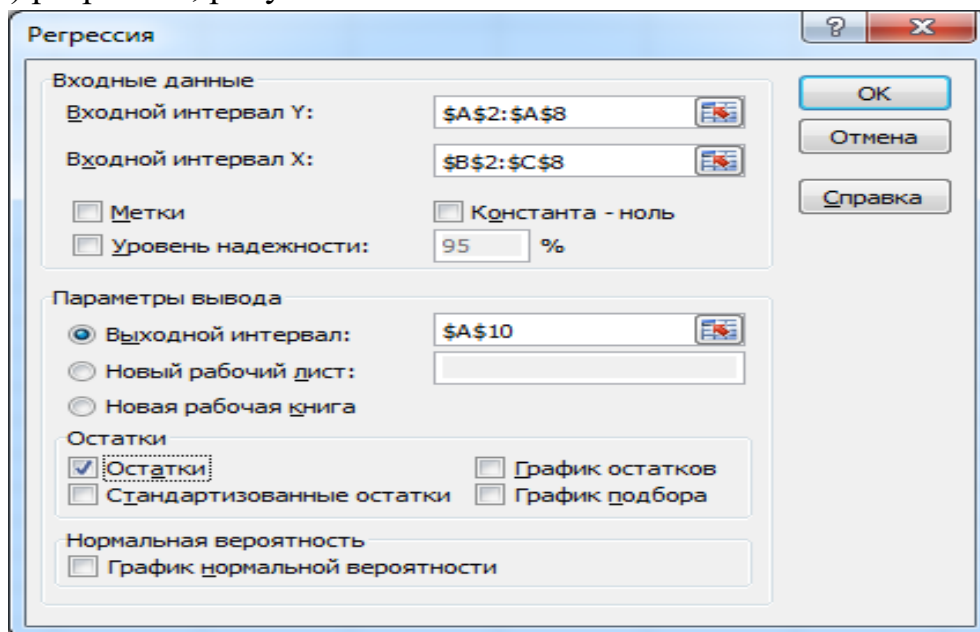 Регрессия
Входные данные
Входной интервал Y: $A$2:$A$8
Входной интервал X: $B$2:$C$8
Метки Константа - ноль
Уровень надежности: 95 %
OK
Отмена
Справка
Параметры вывода
Выходной интервал: $A$10
Новый рабочий лист:
Новая рабочая книга
Остатки
Остатки График остатков
Стандартизованные остатки График подбора
Нормальная вероятность
График нормальной вероятности